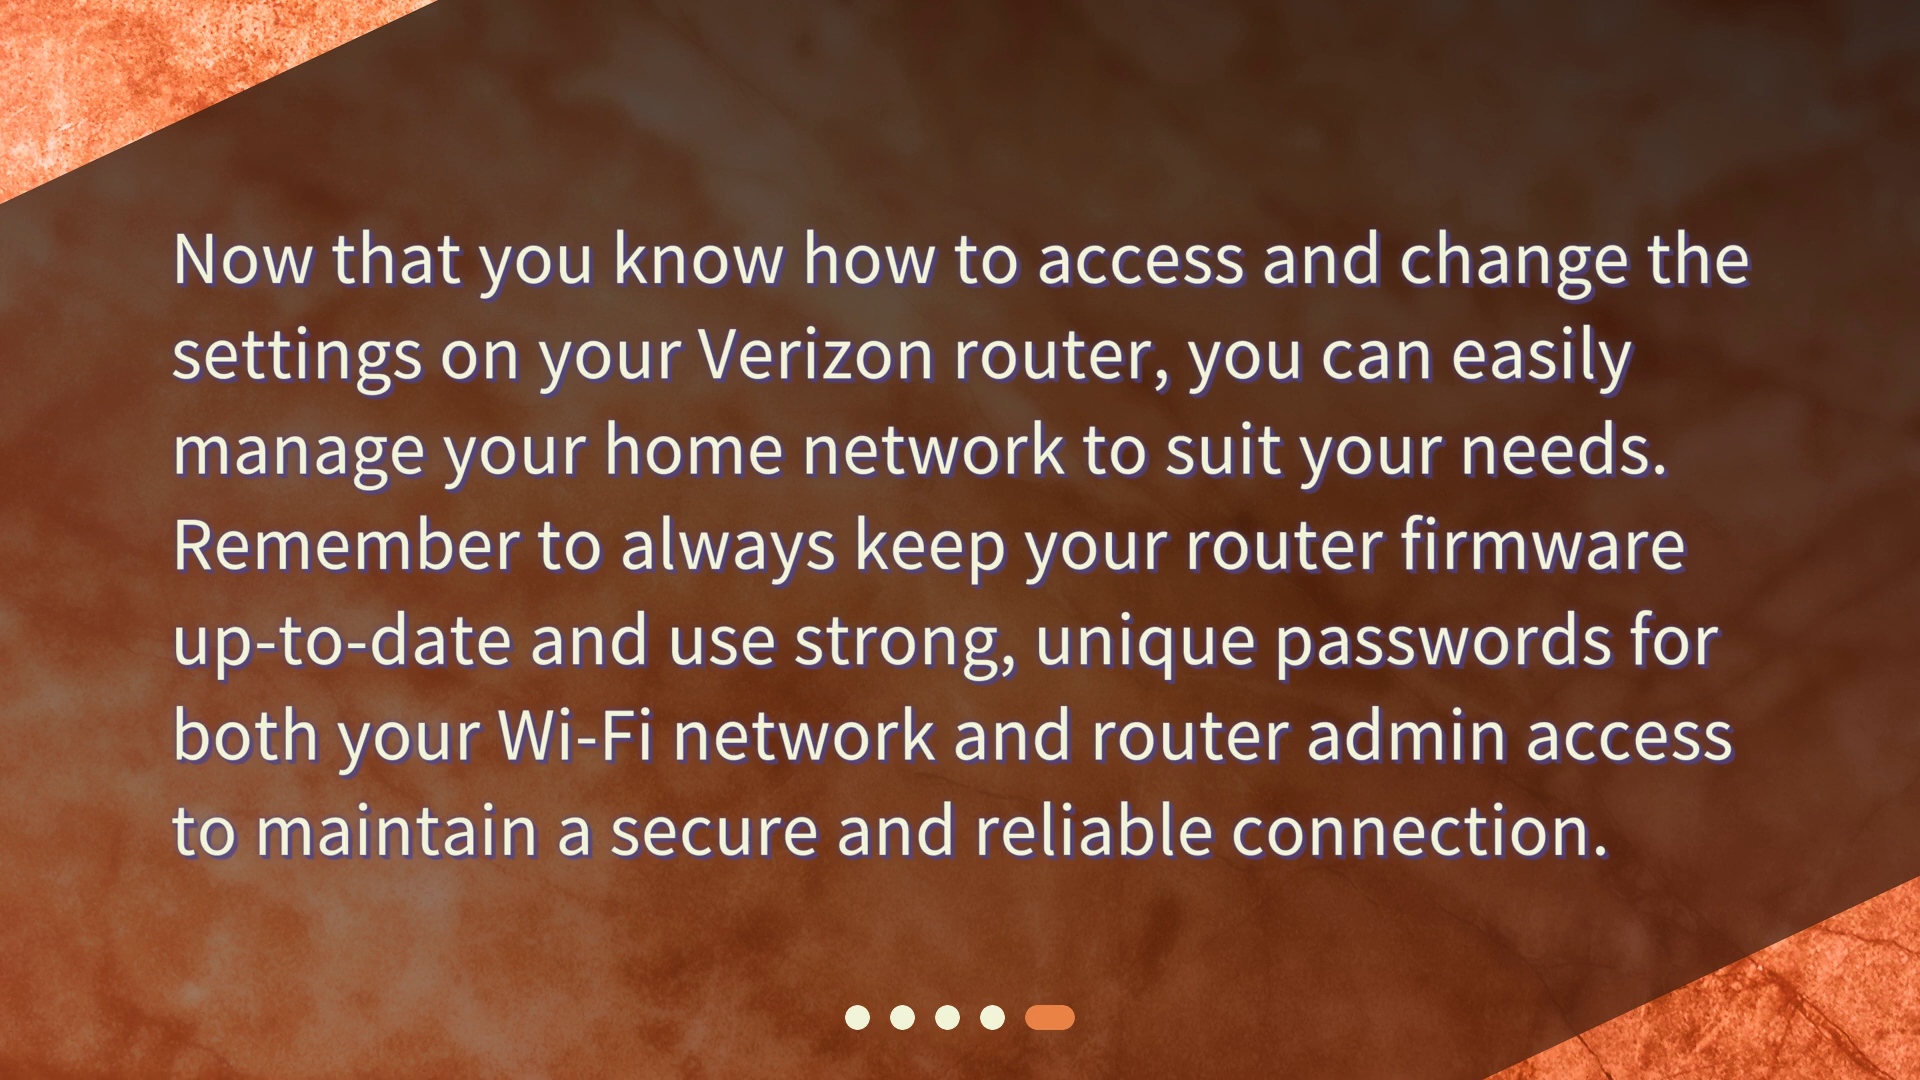 Now that you know how to access and change the
settings on your Verizon router, you can easily
manage your home network to suit your needs.
Remember to always keep your router firmware
up-to-date and use strong, unique passwords for
both your Wi-Fi network and router admin access
to maintain a secure and reliable connection.